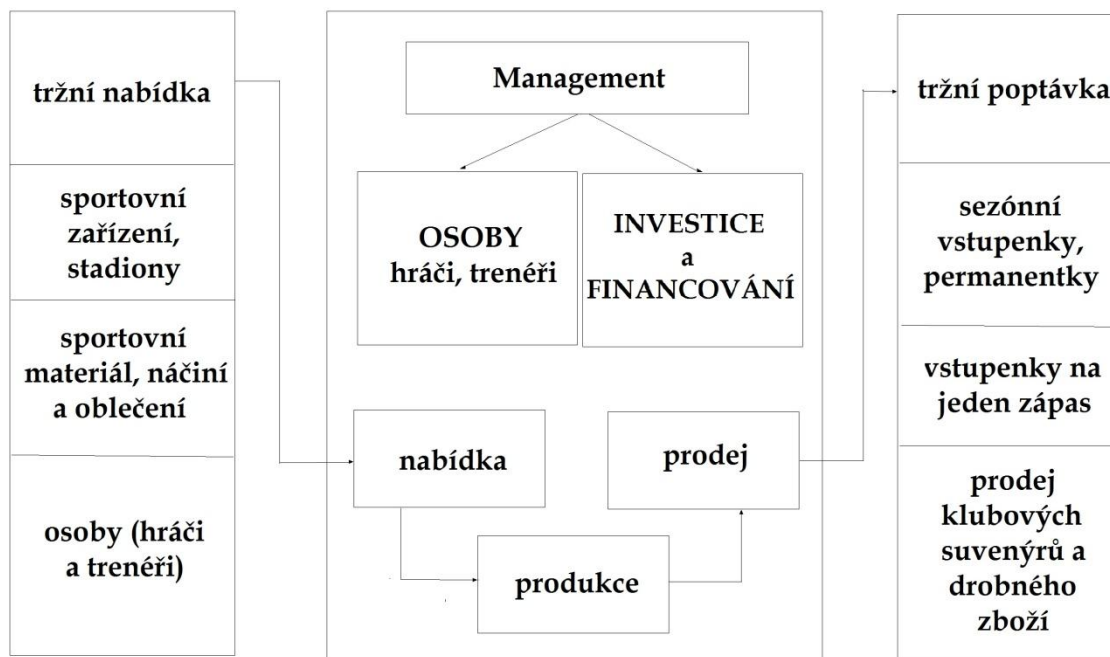 tržní nabídka
sportovní
zařízení,
stadiony
sportovní
materiál, náčiní
a oblečení
osoby (hráči
a trenéři)
Management
OSOBY
hráči, trenéři
INVESTICE
a
FINANCOVÁNÍ
nabídka
prodej
produkce
tržní poptávka
sezónní
vstupenky,
permanentky
vstupenky na
jeden zápas
prodej
klubových
suvenýrů a
drobného
zboží